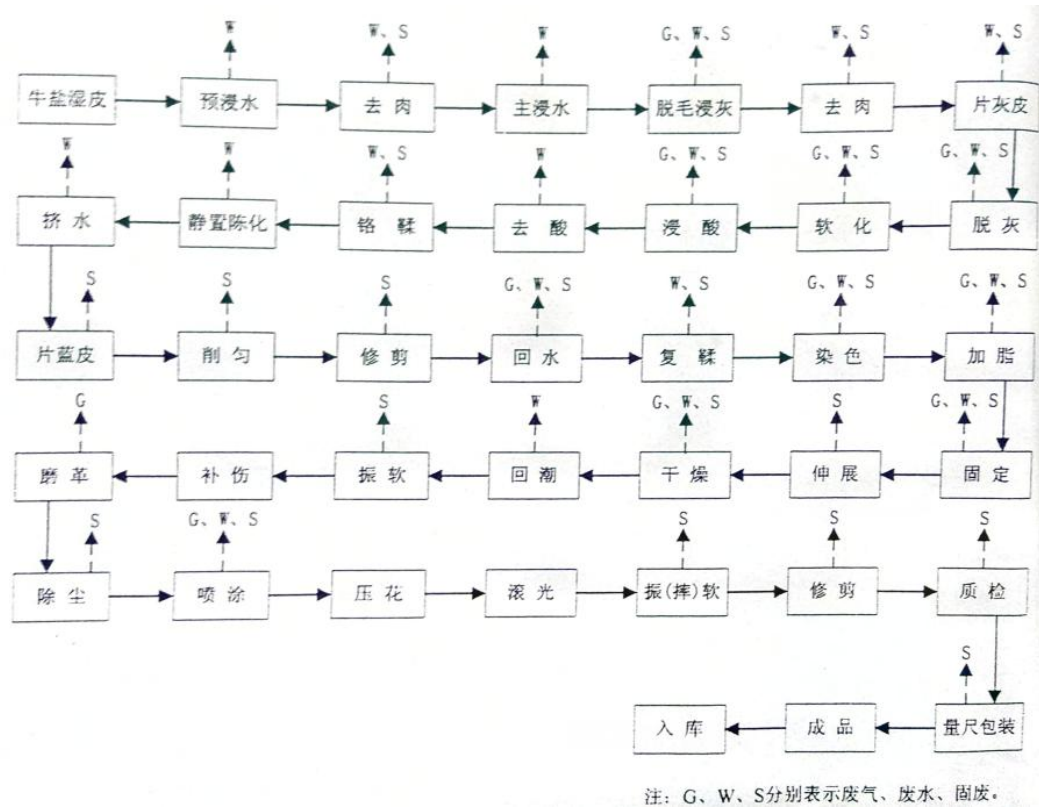 W W、S W G、W、S W、S W、S
牛盐湿皮 预浸水 去肉 主浸水 脱毛浸灰 去肉 片灰皮
W W W、S W G、W、S G、W、S G、W、S
挤水 静置陈化 铬鞣 去酸 浸酸 软化 脱灰
S S S G、W、S W、S G、W、S G、W、S
片蓝皮 削匀 修剪 回水 复鞣 染色 加脂
G S W G、W、S S G、W、S
磨革 补伤 振软 回潮 干燥 伸展 固定
S G、W、S S S S
除尘 喷涂 压花 滚光 振(摔)软 修剪 质检
S
入库 成品 量尺包装
注：G、W、S分别表示废气、废水、固废。